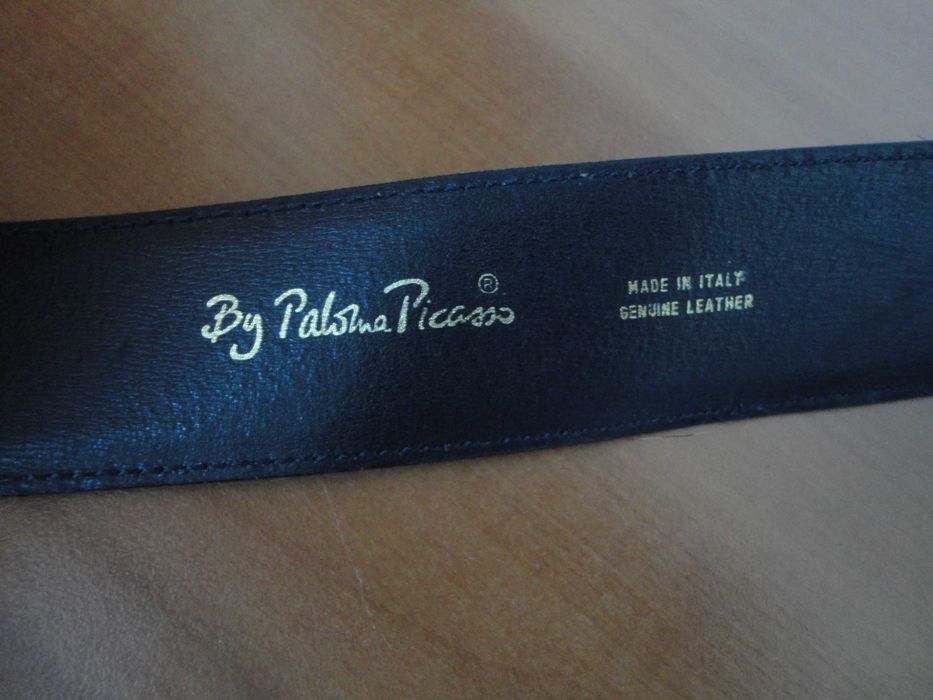 By Paloma Picasso ®
MADE IN ITALY
GENUINE LEATHER